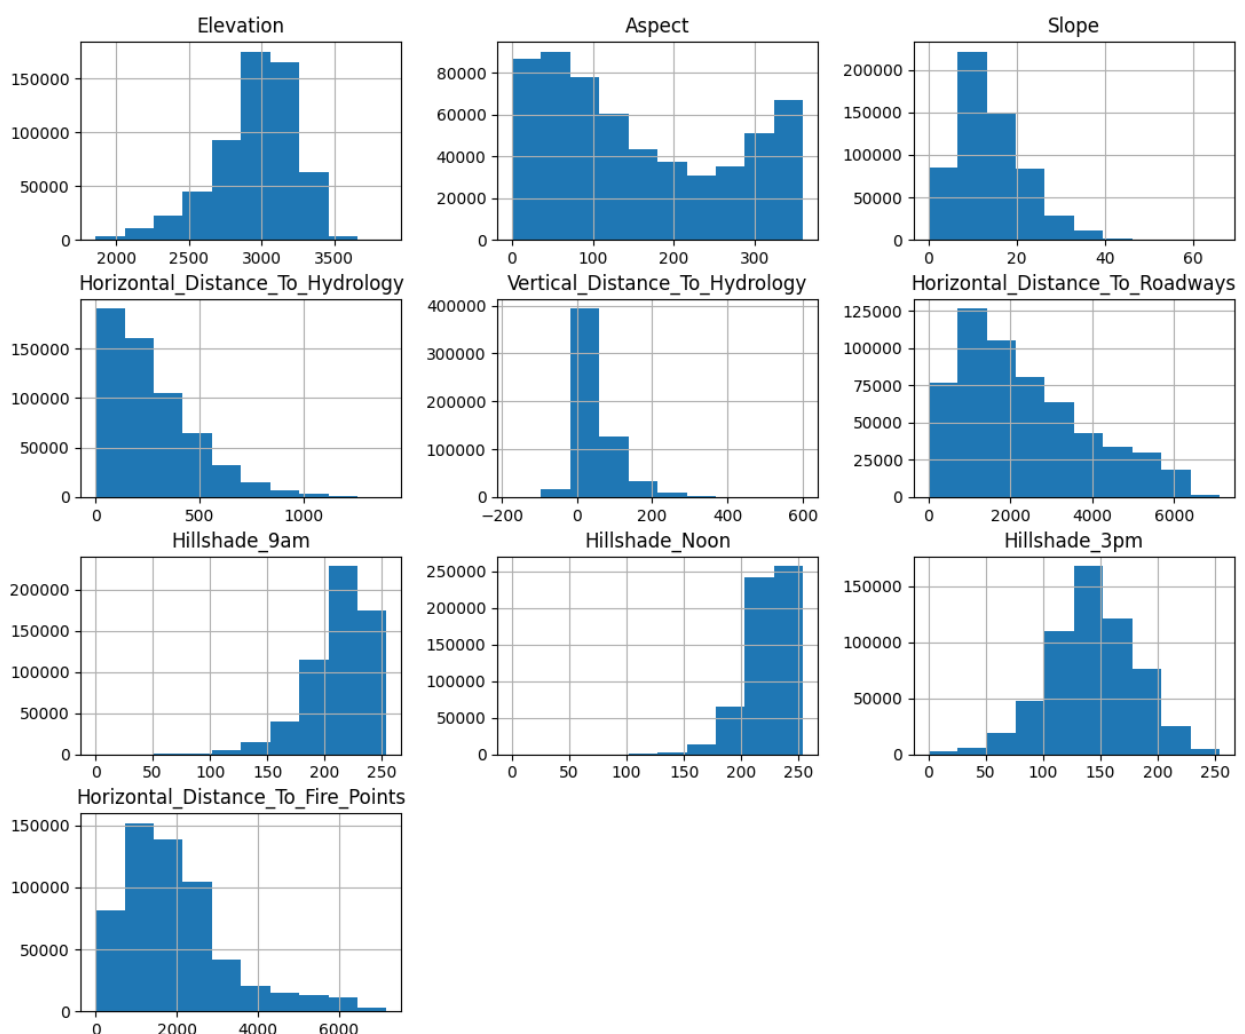 Elevation
150000
100000
50000
0
2000 2500 3000 3500
Aspect
80000
60000
40000
20000
0
0 100 200 300
Slope
200000
150000
100000
50000
0
0 20 40 60
Horizontal_Distance_To_Hydrology
150000
100000
50000
0
0 500 1000
Vertical_Distance_To_Hydrology
400000
300000
200000
100000
0
−200 0 200 400 600
Horizontal_Distance_To_Roadways
125000
100000
75000
50000
25000
0
0 2000 4000 6000
Hillshade_9am
200000
150000
100000
50000
0
0 50 100 150 200 250
Hillshade_Noon
250000
200000
150000
100000
50000
0
0 50 100 150 200 250
Hillshade_3pm
150000
100000
50000
0
0 50 100 150 200 250
Horizontal_Distance_To_Fire_Points
150000
100000
50000
0
0 2000 4000 6000